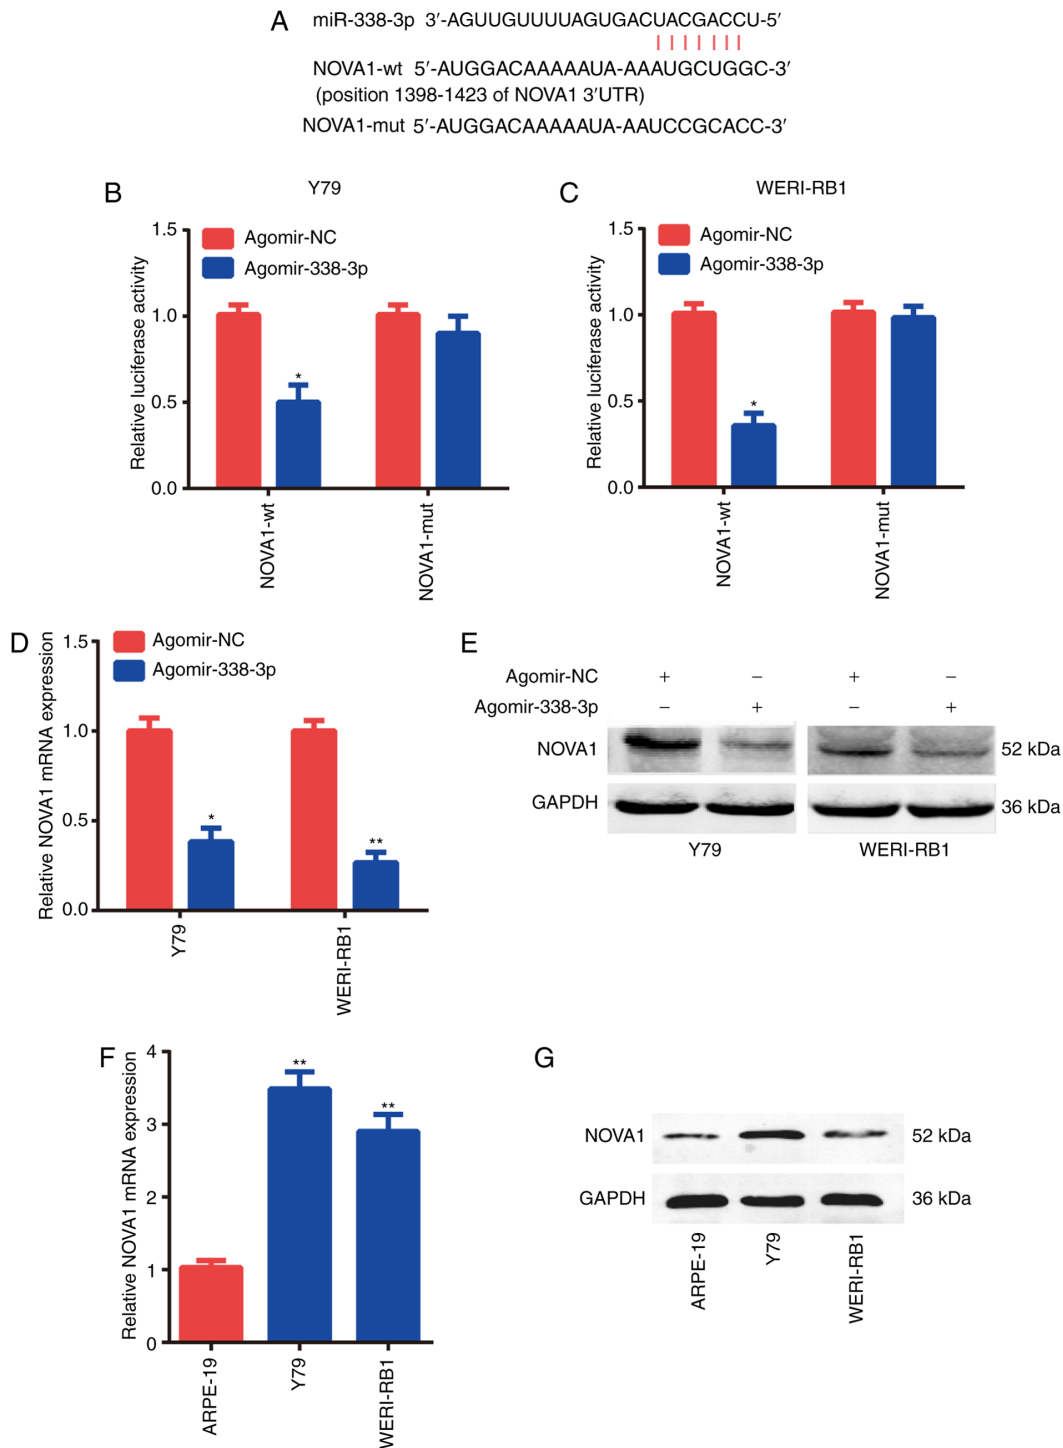 A
miR-338-3p 3′-AGUUGUUUUAGUGACUACGACCU-5′
NOVA1-wt 5′-AUGGACAAAAAUA-AAAUGCUGGC-3′
(position 1398-1423 of NOVA1 3′UTR)
NOVA1-mut 5′-AUGGACAAAAAUA-AAUCCGCACC-3′
B
Y79
Agomir-NC
Agomir-338-3p
Relative luciferase activity
1.5
1.0
0.5
0.0
*
NOVA1-wt
NOVA1-mut
C
WERI-RB1
Agomir-NC
Agomir-338-3p
Relative luciferase activity
1.5
1.0
0.5
0.0
*
NOVA1-wt
NOVA1-mut
D
Agomir-NC
Agomir-338-3p
Relative NOVA1 mRNA expression
1.5
1.0
0.5
0.0
*
**
Y79
WERI-RB1
E
Agomir-NC + − + −
Agomir-338-3p − + − +
NOVA1 52 kDa
GAPDH 36 kDa
Y79 WERI-RB1
F
Relative NOVA1 mRNA expression
4
3
2
1
0
**
**
ARPE-19
Y79
WERI-RB1
G
NOVA1 52 kDa
GAPDH 36 kDa
ARPE-19
Y79
WERI-RB1